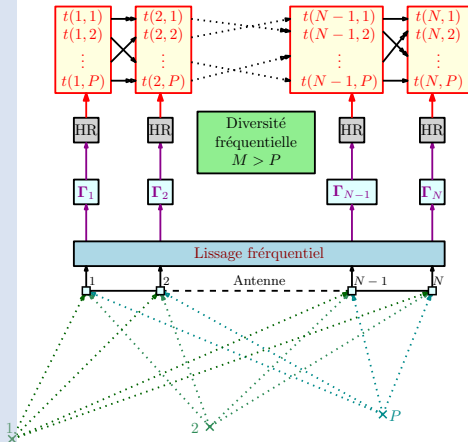 t(1, 1) t(2, 1) t(N − 1, 1) t(N, 1)
t(1, 2) t(2, 2) t(N − 1, 2) t(N, 2)
⋮ ⋮ ⋮ ⋮
t(1, P) t(2, P) t(N − 1, P) t(N, P)
HR HR HR HR
Diversité
fréquentielle
M > P
Γ1 Γ2 ΓN−1 ΓN
Lissage frérquentiel
1 2 Antenne N − 1 N
P
1 2